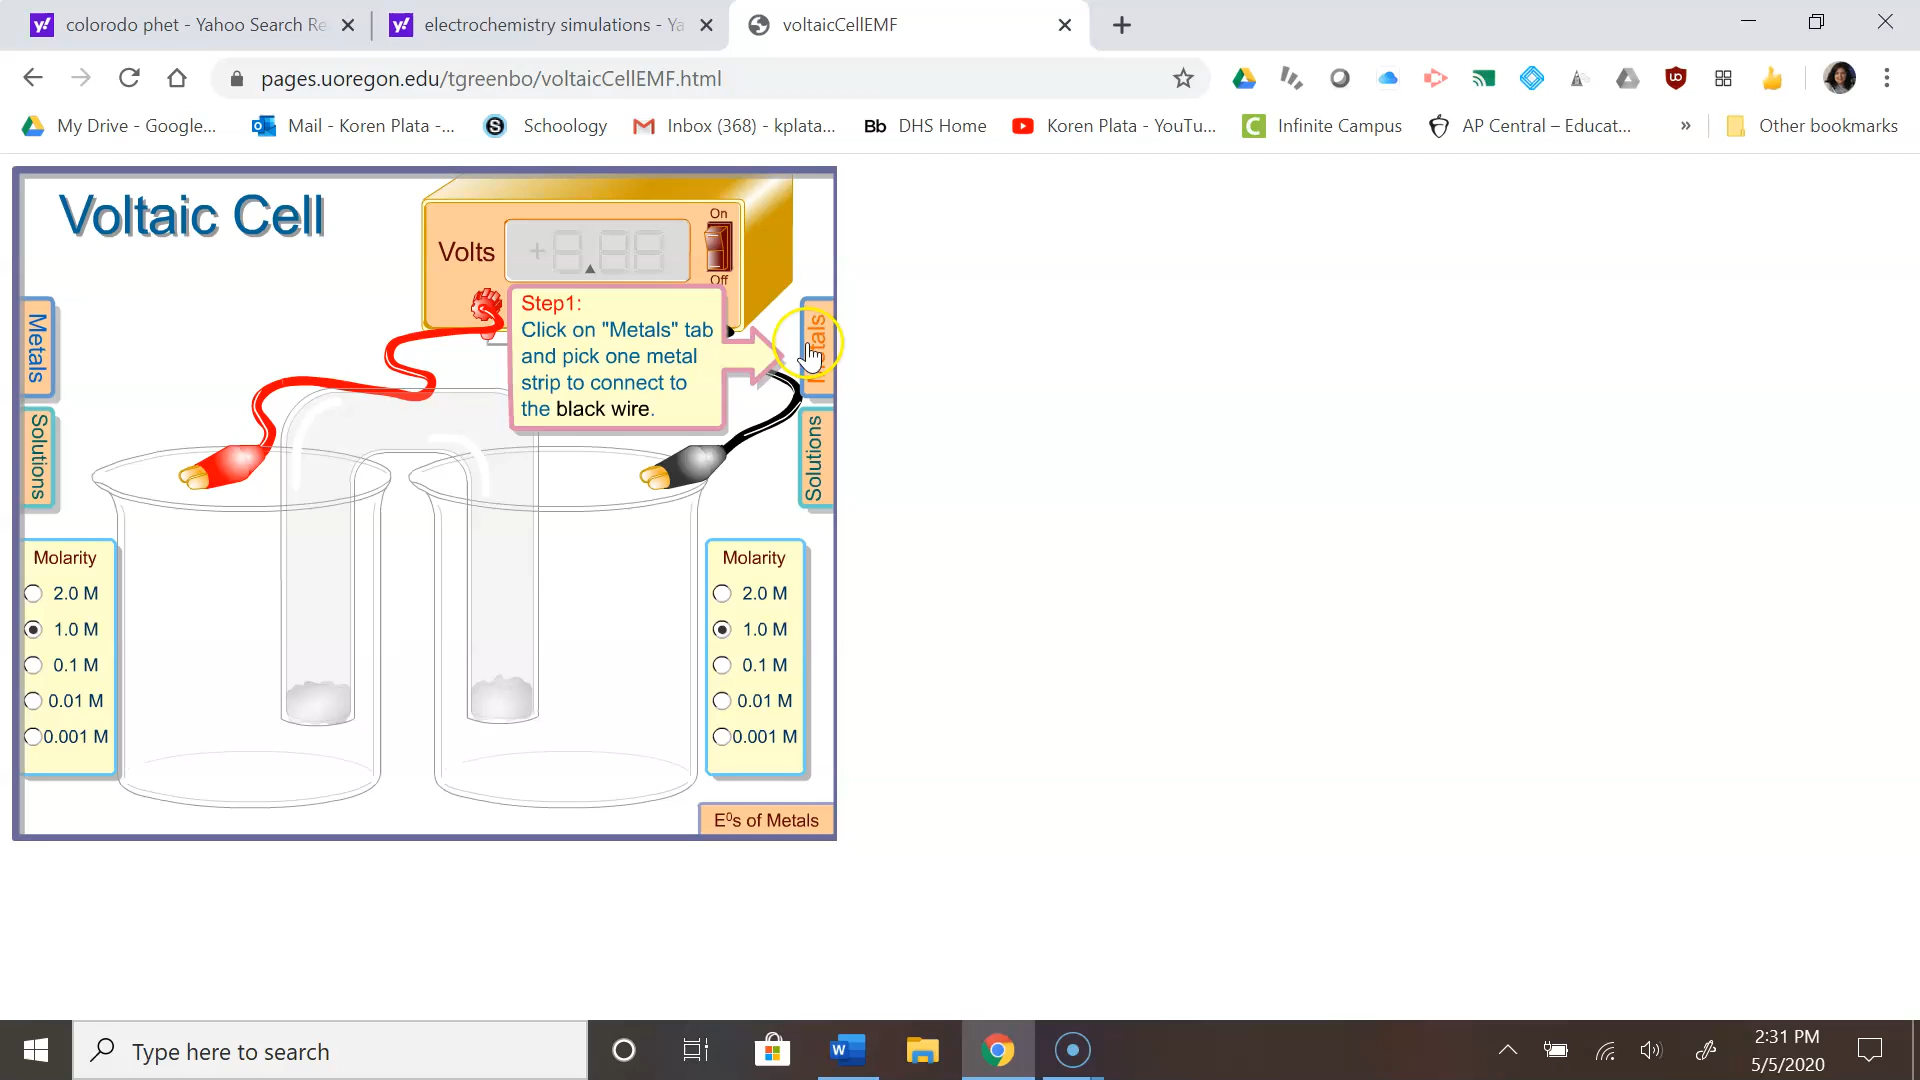 colorodo phet - Yahoo Search Re
electrochemistry simulations - Ya
voltaicCellEMF
pages.uoregon.edu/tgreenbo/voltaicCellEMF.html
My Drive - Google...
Mail - Koren Plata -...
Schoology
Inbox (368) - kplata...
Bb DHS Home
Koren Plata - YouTu...
Infinite Campus
AP Central – Educat...
»
Other bookmarks
Voltaic Cell
Volts
On
Off
Step1:
Click on "Metals" tab
and pick one metal
strip to connect to
the black wire.
Metals
Solutions
Metals
Solutions
Molarity
2.0 M
1.0 M
0.1 M
0.01 M
0.001 M
Molarity
2.0 M
1.0 M
0.1 M
0.01 M
0.001 M
E⁰s of Metals
Type here to search
2:31 PM
5/5/2020